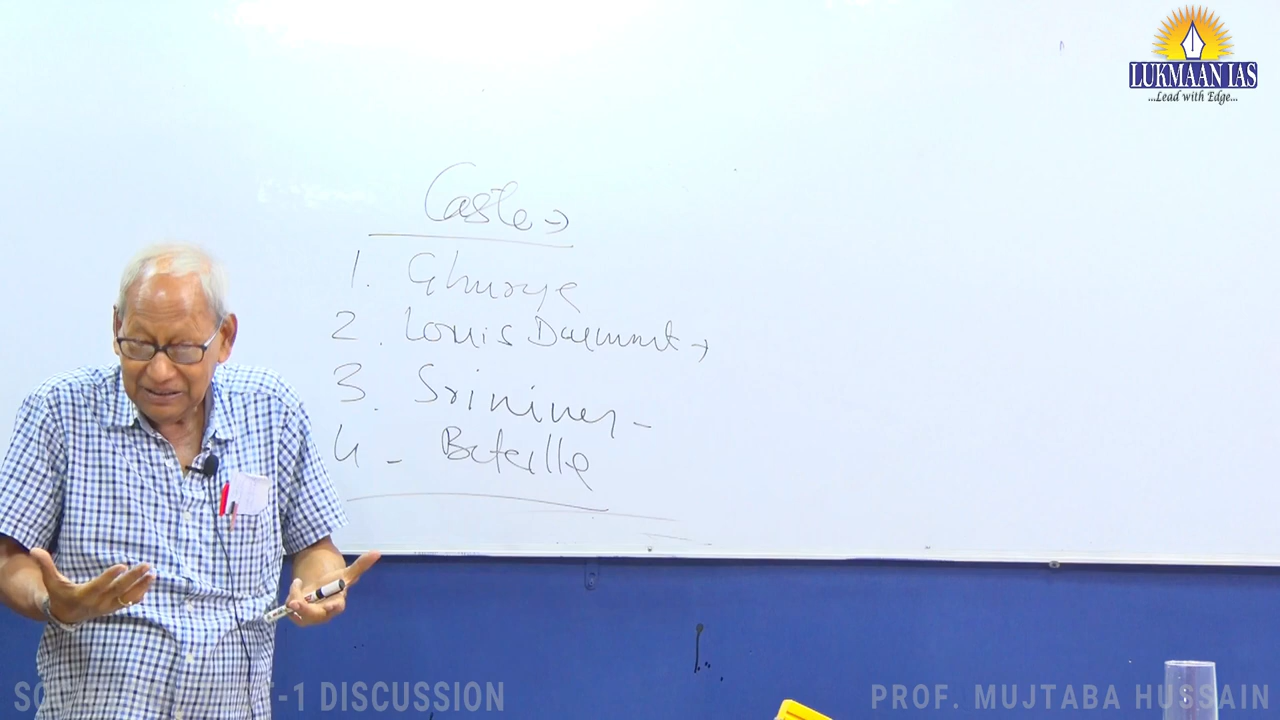 LUKMAAN IAS
...Lead with Edge...
Caste →
1. Ghurye
2. Louis Dumont →
3. Srinivas -
4 - Beteille
-1 DISCUSSION
PROF. MUJTABA HUSSAIN